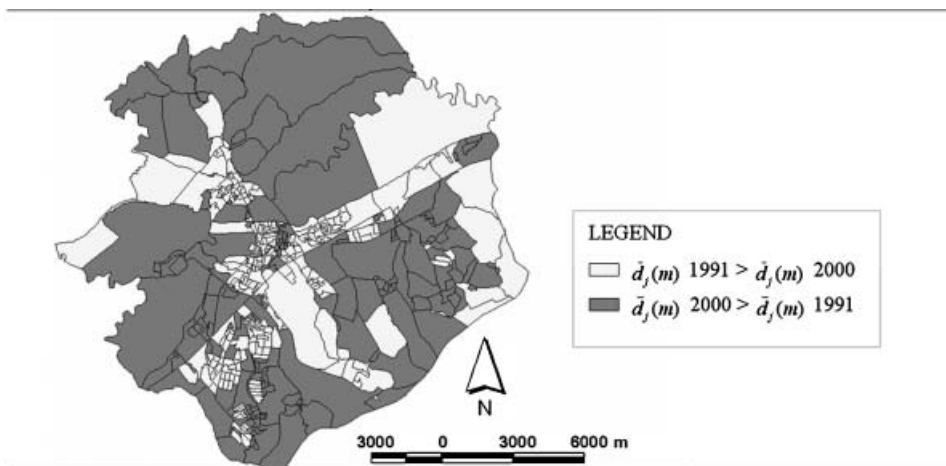 LEGEND
d̄ⱼ(m) 1991 > d̄ⱼ(m) 2000
d̄ⱼ(m) 2000 > d̄ⱼ(m) 1991
N
3000 0 3000 6000 m